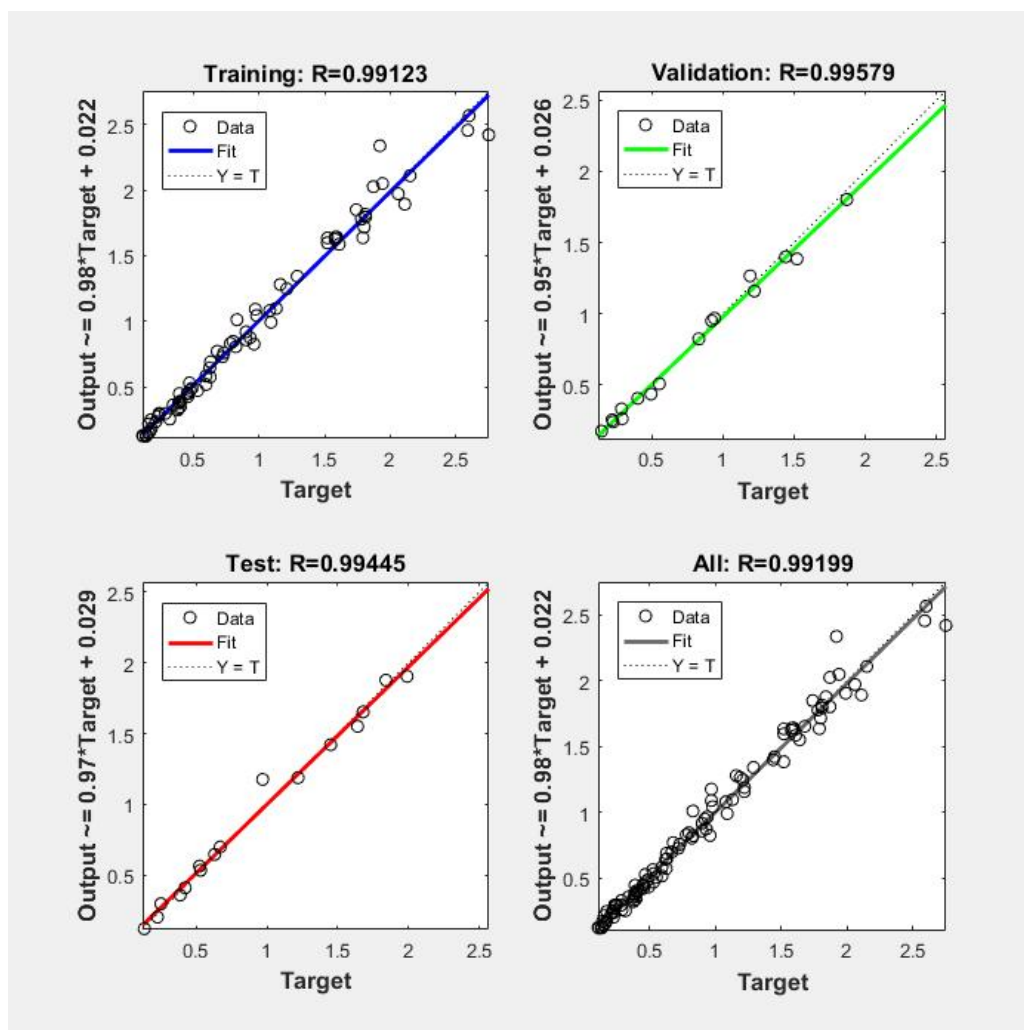 Training: R=0.99123
Output ~= 0.98*Target + 0.022
2.5
2
1.5
1
0.5
Data
Fit
Y = T
0.5 1 1.5 2 2.5
Target
Validation: R=0.99579
Output ~= 0.95*Target + 0.026
2.5
2
1.5
1
0.5
Data
Fit
Y = T
0.5 1 1.5 2 2.5
Target
Test: R=0.99445
Output ~= 0.97*Target + 0.029
2.5
2
1.5
1
0.5
Data
Fit
Y = T
0.5 1 1.5 2 2.5
Target
All: R=0.99199
Output ~= 0.98*Target + 0.022
2.5
2
1.5
1
0.5
Data
Fit
Y = T
0.5 1 1.5 2 2.5
Target